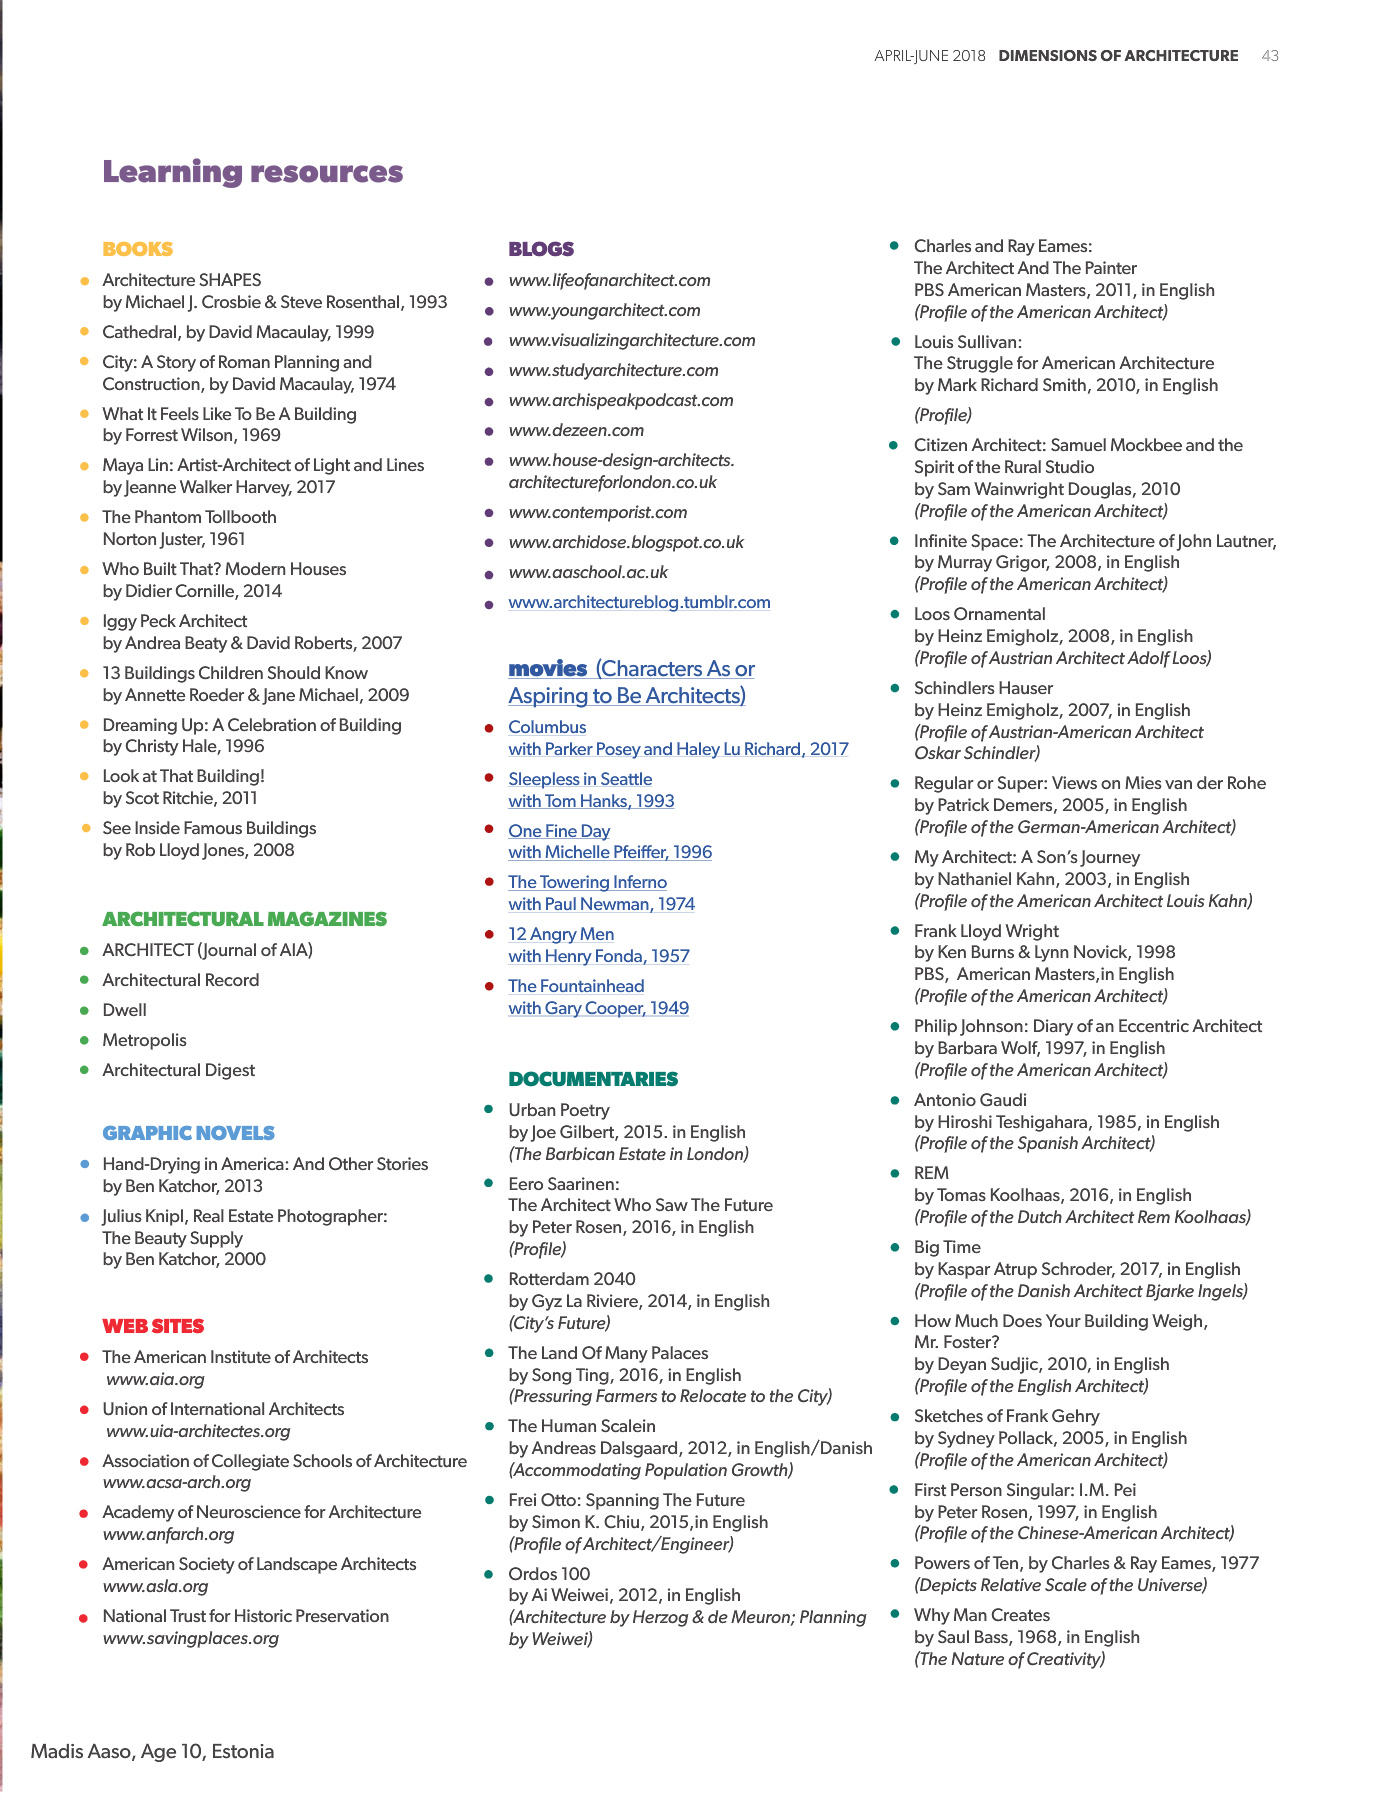 APRIL-JUNE 2018 DIMENSIONS OF ARCHITECTURE 43
Learning resources
BOOKS
Architecture SHAPES
by Michael J. Crosbie & Steve Rosenthal, 1993
Cathedral, by David Macaulay, 1999
City: A Story of Roman Planning and
Construction, by David Macaulay, 1974
What It Feels Like To Be A Building
by Forrest Wilson, 1969
Maya Lin: Artist-Architect of Light and Lines
by Jeanne Walker Harvey, 2017
The Phantom Tollbooth
Norton Juster, 1961
Who Built That? Modern Houses
by Didier Cornille, 2014
Iggy Peck Architect
by Andrea Beaty & David Roberts, 2007
13 Buildings Children Should Know
by Annette Roeder & Jane Michael, 2009
Dreaming Up: A Celebration of Building
by Christy Hale, 1996
Look at That Building!
by Scot Ritchie, 2011
See Inside Famous Buildings
by Rob Lloyd Jones, 2008
ARCHITECTURAL MAGAZINES
ARCHITECT (Journal of AIA)
Architectural Record
Dwell
Metropolis
Architectural Digest
GRAPHIC NOVELS
Hand-Drying in America: And Other Stories
by Ben Katchor, 2013
Julius Knipl, Real Estate Photographer:
The Beauty Supply
by Ben Katchor, 2000
WEB SITES
The American Institute of Architects
www.aia.org
Union of International Architects
www.uia-architectes.org
Association of Collegiate Schools of Architecture
www.acsa-arch.org
Academy of Neuroscience for Architecture
www.anfarch.org
American Society of Landscape Architects
www.asla.org
National Trust for Historic Preservation
www.savingplaces.org
BLOGS
www.lifeofanarchitect.com
www.youngarchitect.com
www.visualizingarchitecture.com
www.studyarchitecture.com
www.archispeakpodcast.com
www.dezeen.com
www.house-design-architects.
architectureforlondon.co.uk
www.contemporist.com
www.archidose.blogspot.co.uk
www.aaschool.ac.uk
www.architectureblog.tumblr.com
movies (Characters As or
Aspiring to Be Architects)
Columbus
with Parker Posey and Haley Lu Richard, 2017
Sleepless in Seattle
with Tom Hanks, 1993
One Fine Day
with Michelle Pfeiffer, 1996
The Towering Inferno
with Paul Newman, 1974
12 Angry Men
with Henry Fonda, 1957
The Fountainhead
with Gary Cooper, 1949
DOCUMENTARIES
Urban Poetry
by Joe Gilbert, 2015. in English
(The Barbican Estate in London)
Eero Saarinen:
The Architect Who Saw The Future
by Peter Rosen, 2016, in English
(Profile)
Rotterdam 2040
by Gyz La Riviere, 2014, in English
(City's Future)
The Land Of Many Palaces
by Song Ting, 2016, in English
(Pressuring Farmers to Relocate to the City)
The Human Scalein
by Andreas Dalsgaard, 2012, in English/Danish
(Accommodating Population Growth)
Frei Otto: Spanning The Future
by Simon K. Chiu, 2015,in English
(Profile of Architect/Engineer)
Ordos 100
by Ai Weiwei, 2012, in English
(Architecture by Herzog & de Meuron; Planning
by Weiwei)
Charles and Ray Eames:
The Architect And The Painter
PBS American Masters, 2011, in English
(Profile of the American Architect)
Louis Sullivan:
The Struggle for American Architecture
by Mark Richard Smith, 2010, in English
(Profile)
Citizen Architect: Samuel Mockbee and the
Spirit of the Rural Studio
by Sam Wainwright Douglas, 2010
(Profile of the American Architect)
Infinite Space: The Architecture of John Lautner,
by Murray Grigor, 2008, in English
(Profile of the American Architect)
Loos Ornamental
by Heinz Emigholz, 2008, in English
(Profile of Austrian Architect Adolf Loos)
Schindlers Hauser
by Heinz Emigholz, 2007, in English
(Profile of Austrian-American Architect
Oskar Schindler)
Regular or Super: Views on Mies van der Rohe
by Patrick Demers, 2005, in English
(Profile of the German-American Architect)
My Architect: A Son's Journey
by Nathaniel Kahn, 2003, in English
(Profile of the American Architect Louis Kahn)
Frank Lloyd Wright
by Ken Burns & Lynn Novick, 1998
PBS, American Masters,in English
(Profile of the American Architect)
Philip Johnson: Diary of an Eccentric Architect
by Barbara Wolf, 1997, in English
(Profile of the American Architect)
Antonio Gaudi
by Hiroshi Teshigahara, 1985, in English
(Profile of the Spanish Architect)
REM
by Tomas Koolhaas, 2016, in English
(Profile of the Dutch Architect Rem Koolhaas)
Big Time
by Kaspar Atrup Schroder, 2017, in English
(Profile of the Danish Architect Bjarke Ingels)
How Much Does Your Building Weigh,
Mr. Foster?
by Deyan Sudjic, 2010, in English
(Profile of the English Architect)
Sketches of Frank Gehry
by Sydney Pollack, 2005, in English
(Profile of the American Architect)
First Person Singular: I.M. Pei
by Peter Rosen, 1997, in English
(Profile of the Chinese-American Architect)
Powers of Ten, by Charles & Ray Eames, 1977
(Depicts Relative Scale of the Universe)
Why Man Creates
by Saul Bass, 1968, in English
(The Nature of Creativity)
Madis Aaso, Age 10, Estonia